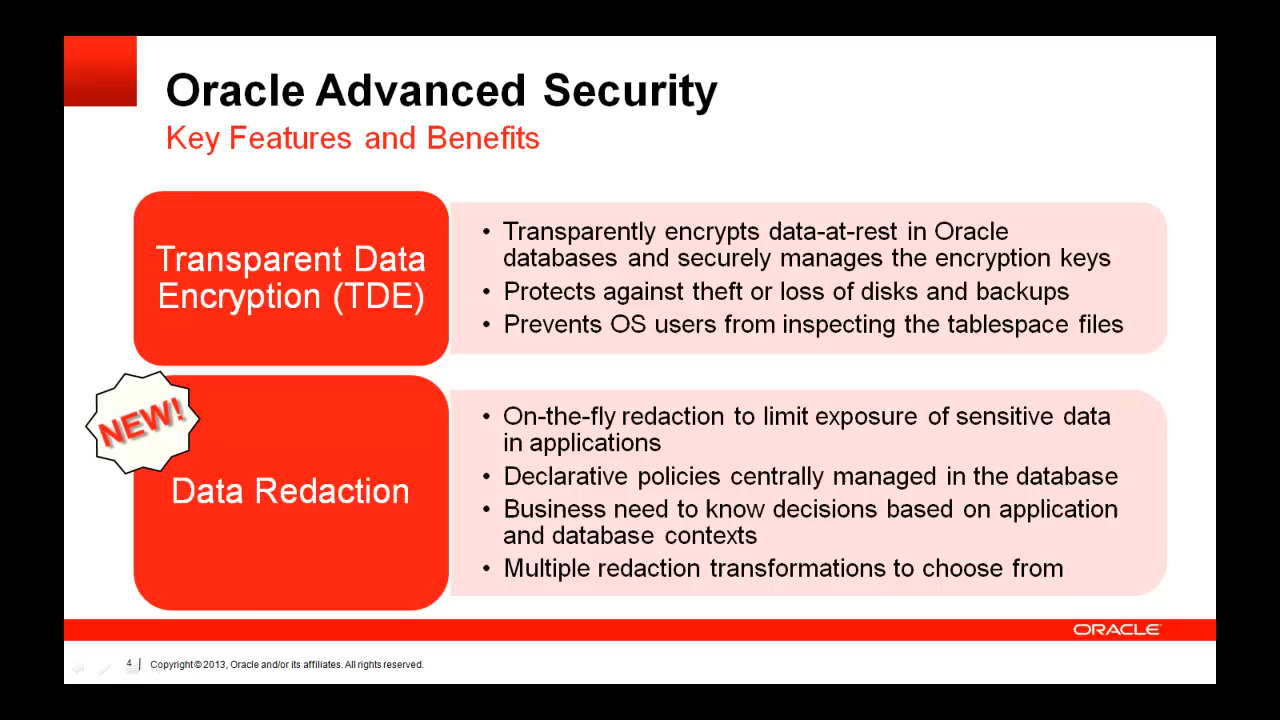 Oracle Advanced Security
Key Features and Benefits
Transparent Data
Encryption (TDE)
• Transparently encrypts data-at-rest in Oracle
databases and securely manages the encryption keys
• Protects against theft or loss of disks and backups
• Prevents OS users from inspecting the tablespace files
NEW!
Data Redaction
• On-the-fly redaction to limit exposure of sensitive data
in applications
• Declarative policies centrally managed in the database
• Business need to know decisions based on application
and database contexts
• Multiple redaction transformations to choose from
ORACLE
4 | Copyright © 2013, Oracle and/or its affiliates. All rights reserved.